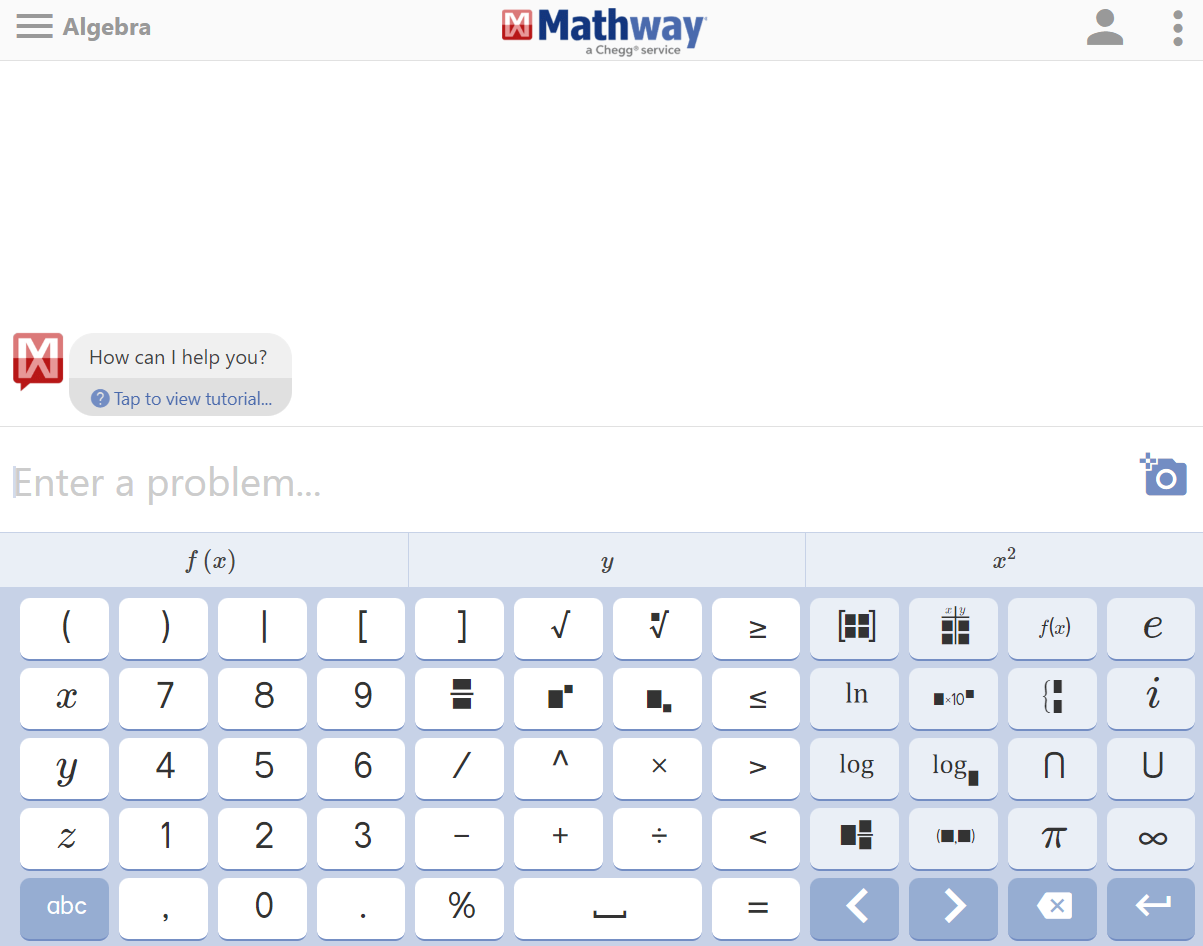 Algebra
Mathway
a Chegg® service
How can I help you?
? Tap to view tutorial...
Enter a problem...
f (x) y x²
( ) | [ ] √ ■√ ≥ [■■] x|y ■■ ■■ f(x) e
x 7 8 9 ■/■ ■^■ ■_■ ≤ ln ■×10^■ {■ ■ i
y 4 5 6 / ^ × > log log_■ ∩ ∪
z 1 2 3 − + ÷ < ■■/■ (■,■) π ∞
abc , 0 . % =